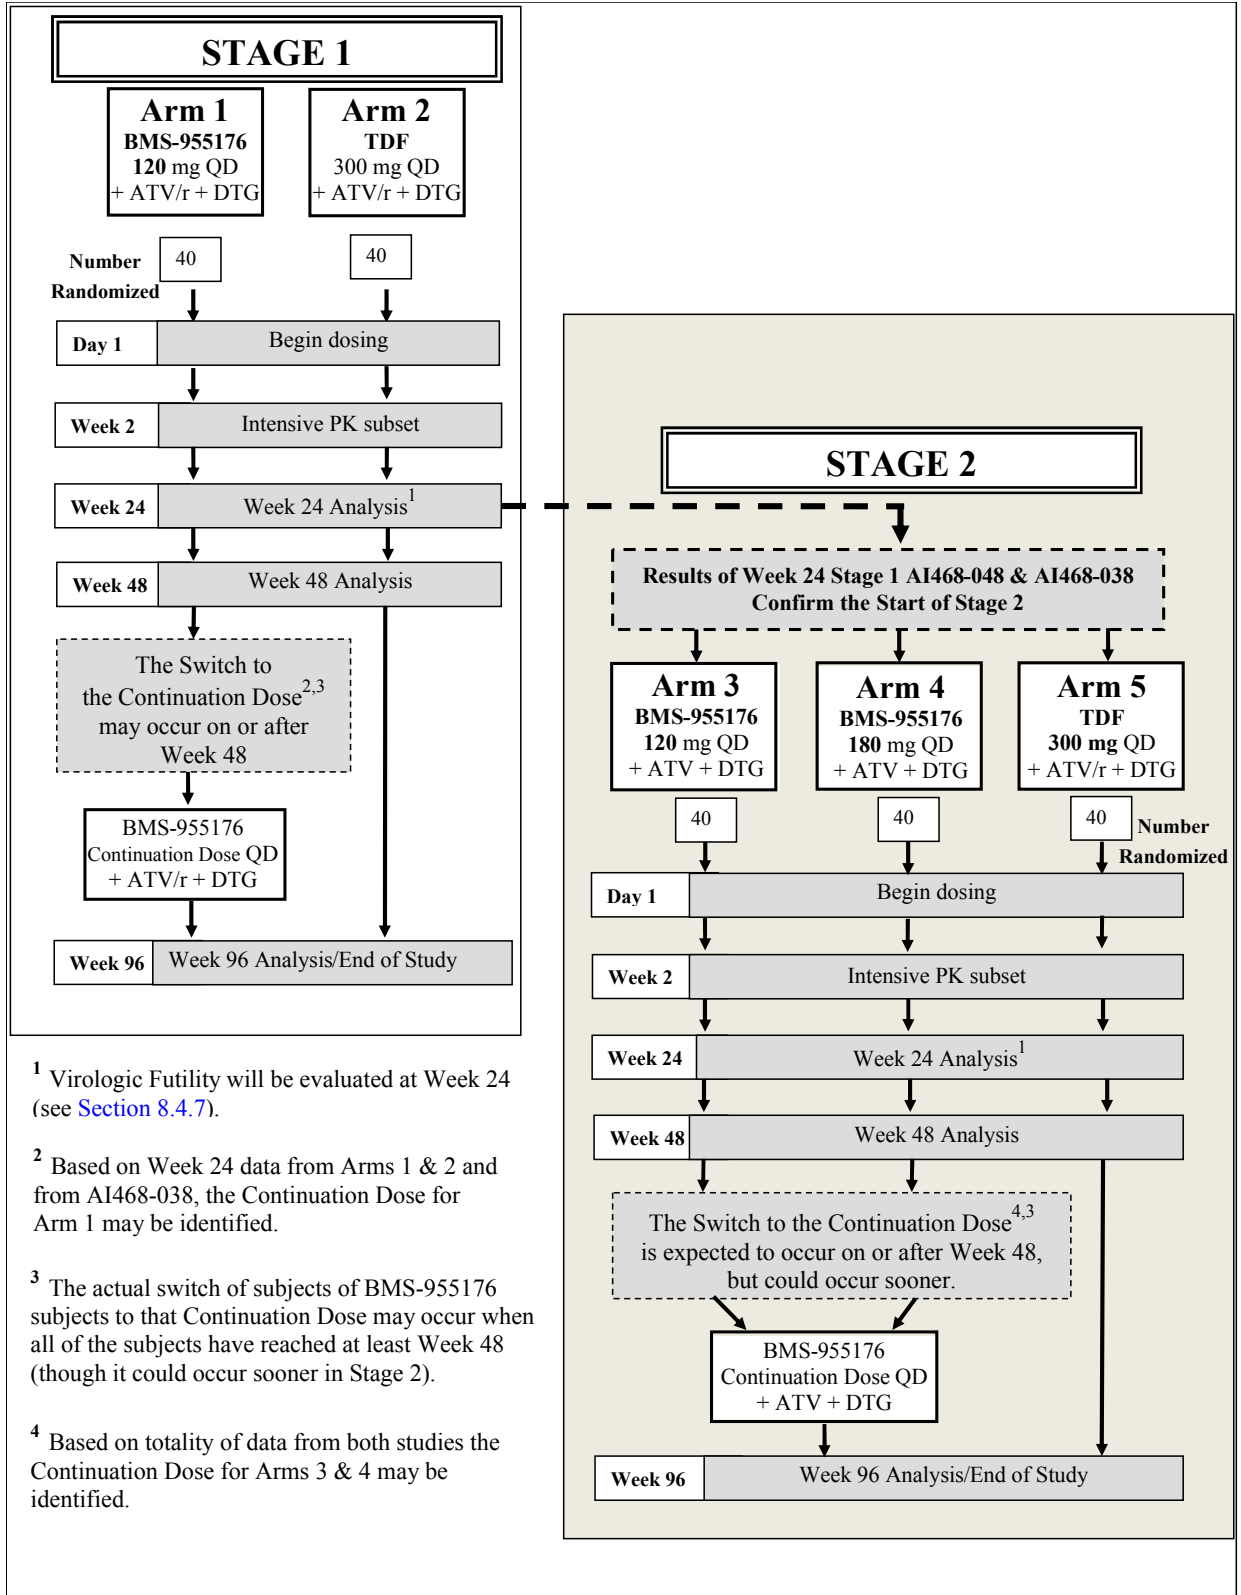 STAGE 1
Arm 1
BMS-955176
120 mg QD
+ ATV/r + DTG
Arm 2
TDF
300 mg QD
+ ATV/r + DTG
Number
Randomized
40
40
Day 1
Begin dosing
Week 2
Intensive PK subset
Week 24
Week 24 Analysis1
Week 48
Week 48 Analysis
The Switch to
the Continuation Dose2,3
may occur on or after
Week 48
BMS-955176
Continuation Dose QD
+ ATV/r + DTG
Week 96
Week 96 Analysis/End of Study
1 Virologic Futility will be evaluated at Week 24
(see Section 8.4.7).
2 Based on Week 24 data from Arms 1 & 2 and
from AI468-038, the Continuation Dose for
Arm 1 may be identified.
3 The actual switch of subjects of BMS-955176
subjects to that Continuation Dose may occur when
all of the subjects have reached at least Week 48
(though it could occur sooner in Stage 2).
4 Based on totality of data from both studies the
Continuation Dose for Arms 3 & 4 may be
identified.
STAGE 2
Results of Week 24 Stage 1 AI468-048 & AI468-038
Confirm the Start of Stage 2
Arm 3
BMS-955176
120 mg QD
+ ATV + DTG
Arm 4
BMS-955176
180 mg QD
+ ATV + DTG
Arm 5
TDF
300 mg QD
+ ATV/r + DTG
40
40
40
Number
Randomized
Day 1
Begin dosing
Week 2
Intensive PK subset
Week 24
Week 24 Analysis1
Week 48
Week 48 Analysis
The Switch to the Continuation Dose4,3
is expected to occur on or after Week 48,
but could occur sooner.
BMS-955176
Continuation Dose QD
+ ATV + DTG
Week 96
Week 96 Analysis/End of Study